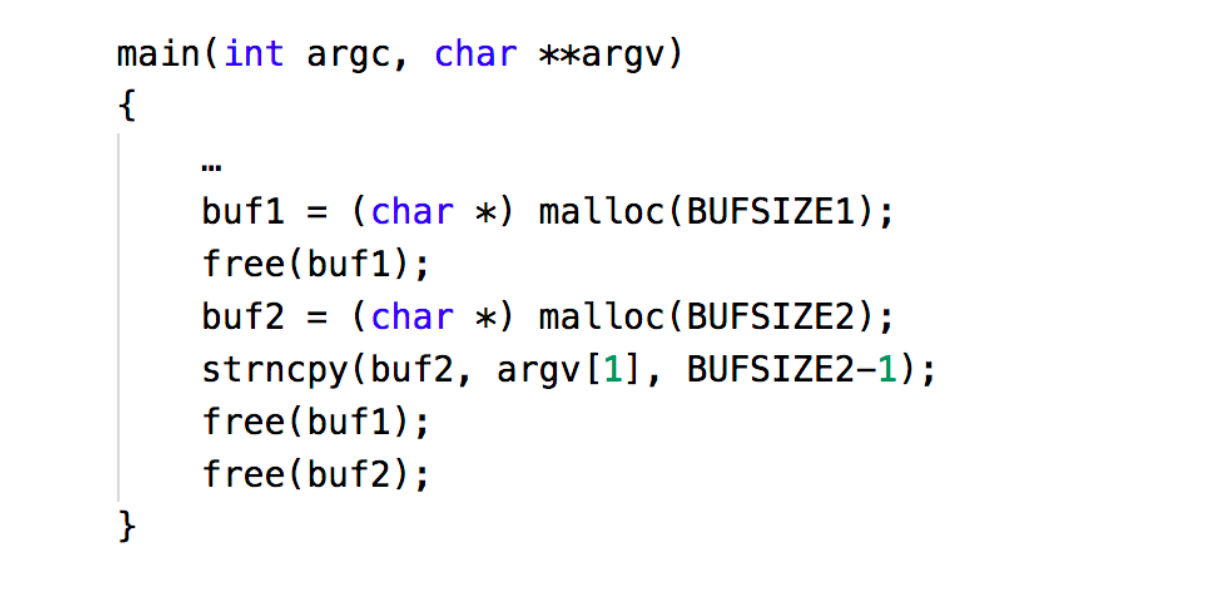 main(int argc, char **argv)
{
…
buf1 = (char *) malloc(BUFSIZE1);
free(buf1);
buf2 = (char *) malloc(BUFSIZE2);
strncpy(buf2, argv[1], BUFSIZE2-1);
free(buf1);
free(buf2);
}